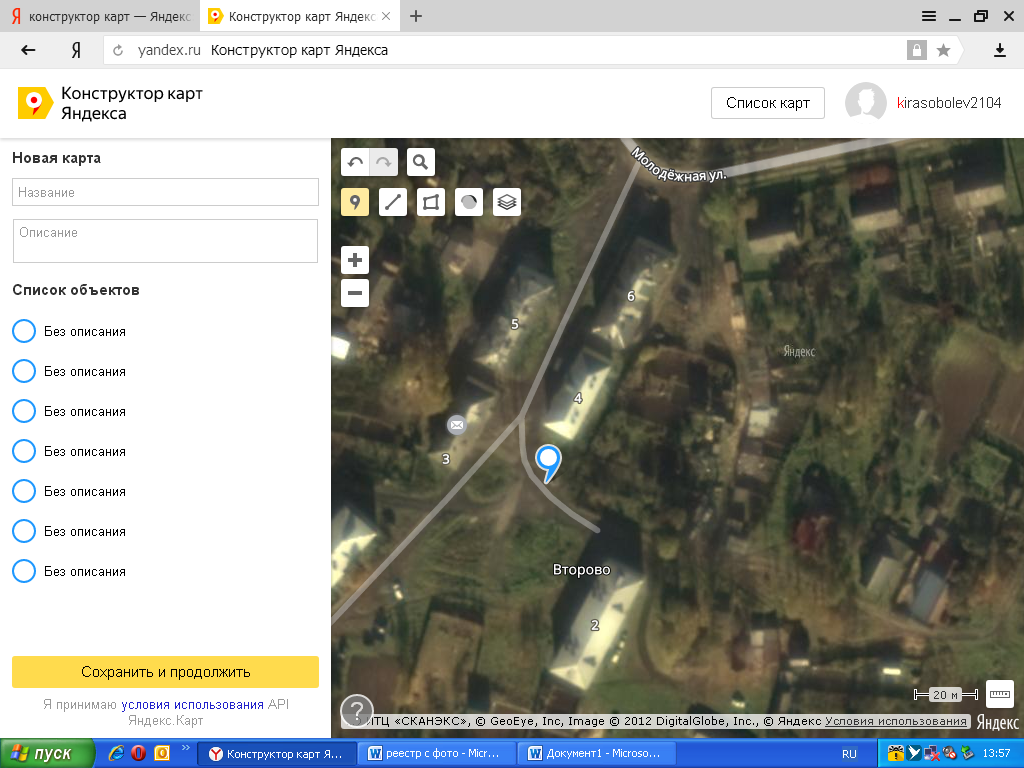 конструктор карт — Яндекс
Конструктор карт Яндекс
yandex.ru Конструктор карт Яндекса
Конструктор карт
Яндекса
Список карт
kirasobolev2104
Новая карта
Название
Описание
Список объектов
Без описания
Без описания
Без описания
Без описания
Без описания
Без описания
Без описания
Сохранить и продолжить
Я принимаю условия использования API
Яндекс.Карт
Молодёжная ул.
6
5
Яндекс
4
3
Второво
2
20 м
?
ИТЦ «СКАНЭКС», © GeoEye, Inc, Image © 2012 DigitalGlobe, Inc., © Яндекс Условия использования
Яндекс
пуск
Конструктор карт Я...
реестр с фото - Micr...
Документ1 - Microso...
RU
13:57